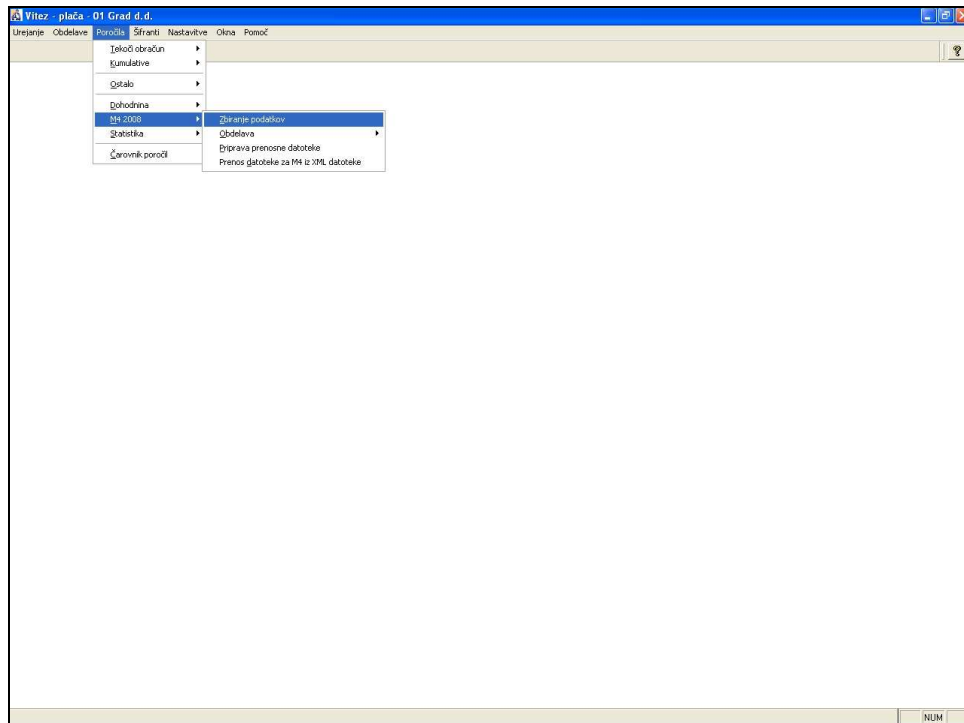 Vitez - plača - 01 Grad d.d.
Urejanje Obdelave Poročila Šifranti Nastavitve Okna Pomoč
Tekoči obračun
Kumulative
Ostalo
Dohodnina
M4 2008
Statistika
Čarovnik poročil
Zbiranje podatkov
Obdelava
Priprava prenosne datoteke
Prenos datoteke za M4 iz XML datoteke
?
NUM